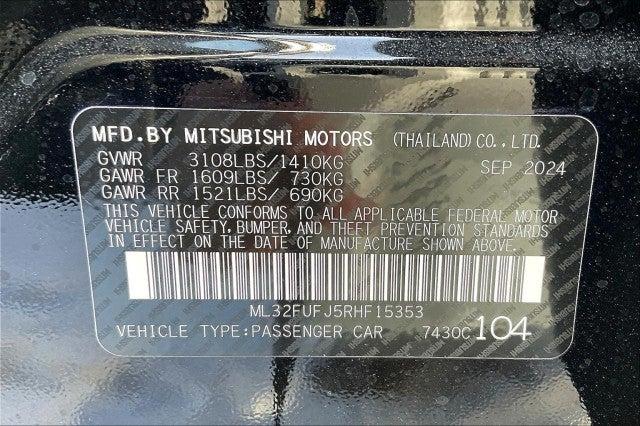 MFD.BY MITSUBISHI MOTORS (THAILAND)CO.,LTD.
GVWR 3108LBS/1410KG SEP 2024
GAWR FR 1609LBS/ 730KG
GAWR RR 1521LBS/ 690KG
THIS VEHICLE CONFORMS TO ALL APPLICABLE FEDERAL MOTOR
VEHICLE SAFETY, BUMPER, AND THEFT PREVENTION STANDARDS
IN EFFECT ON THE DATE OF MANUFACTURE SHOWN ABOVE.
ML32FUFJ5RHF15353
VEHICLE TYPE:PASSENGER CAR 7430C 104